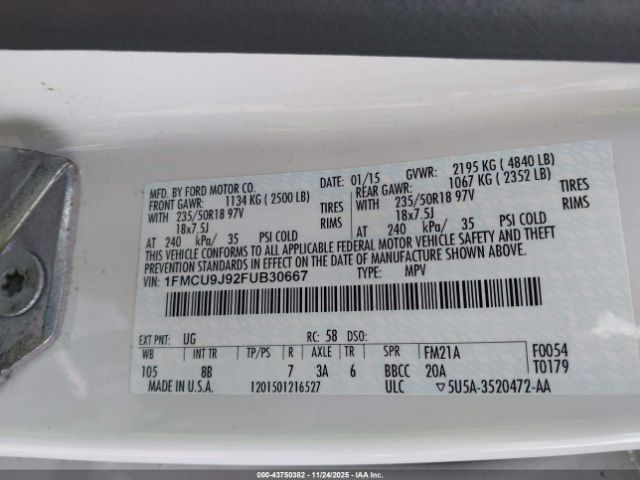 MFD. BY FORD MOTOR CO.
DATE: 01/15 GVWR: 2195 KG ( 4840 LB)
FRONT GAWR: 1134 KG ( 2500 LB) REAR GAWR: 1067 KG ( 2352 LB)
WITH 235/50R18 97V TIRES WITH 235/50R18 97V TIRES
18x7.5J RIMS 18x7.5J RIMS
AT 240 kPa/ 35 PSI COLD AT 240 kPa/ 35 PSI COLD
THIS VEHICLE CONFORMS TO ALL APPLICABLE FEDERAL MOTOR VEHICLE SAFETY AND THEFT
PREVENTION STANDARDS IN EFFECT ON THE DATE OF MANUFACTURE SHOWN ABOVE.
VIN: 1FMCU9J92FUB30667 TYPE: MPV
EXT PNT: UG RC: 58 DSO:
WB INT TR TP/PS R AXLE TR SPR FM21A F0054
105 8B 7 3A 6 BBCC 20A T0179
MADE IN U.S.A. 1201501216527 ULC ▽5U5A-3520472-AA
000-43750382 - 11/24/2025 - IAA Inc.